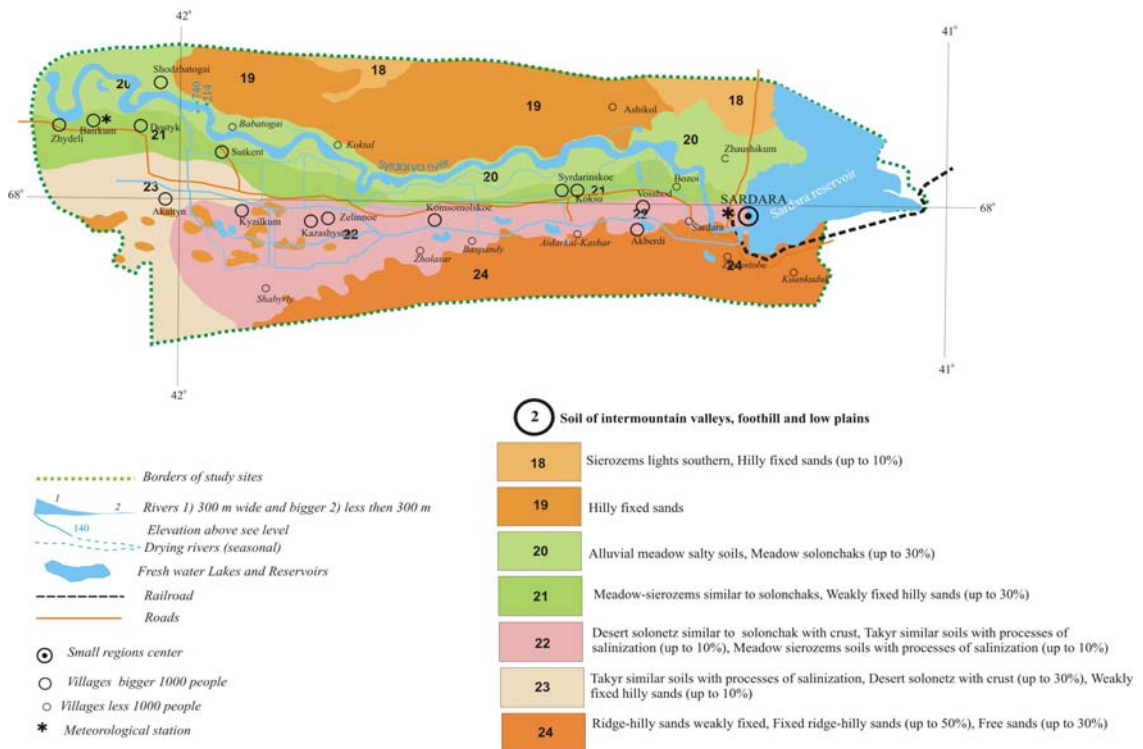 42°
41°
Shodzhatogai
20
19
18
740
214
19
18
Ashikol
Zhydeli
Bairkum
Dostyk
21
Babatogai
Sutkent
Koktal
Syrdarya river
20
20
Zhaushikum
Syrdarinskoe
21
Koksu
Bozoi
68°
23
Akaltyn
Kyzilkum
Zelinnoe
22
Komsomolskoe
Vosshod
22
SARDARA
Sardara reservoir
68°
Sardara
Akberdi
Aidarkul-Kashar
Baspandy
Zholasar
24
24
Kuankuduk
Shabyrly
42°
41°
2 Soil of intermountain valleys, foothill and low plains
18 Sierozems lights southern, Hilly fixed sands (up to 10%)
19 Hilly fixed sands
20 Alluvial meadow salty soils, Meadow solonchaks (up to 30%)
21 Meadow-sierozems similar to solonchaks, Weakly fixed hilly sands (up to 30%)
22 Desert solonetz similar to solonchak with crust, Takyr similar soils with processes of
salinization (up to 10%), Meadow sierozems soils with processes of salinization (up to 10%)
23 Takyr similar soils with processes of salinization, Desert solonetz with crust (up to 30%), Weakly
fixed hilly sands (up to 10%)
24 Ridge-hilly sands weakly fixed, Fixed ridge-hilly sands (up to 50%), Free sands (up to 30%)
Borders of study sites
1 2 Rivers 1) 300 m wide and bigger 2) less then 300 m
140 Elevation above see level
Drying rivers (seasonal)
Fresh water Lakes and Reservoirs
Railroad
Roads
Small regions center
Villages bigger 1000 people
Villages less 1000 people
* Meteorological station